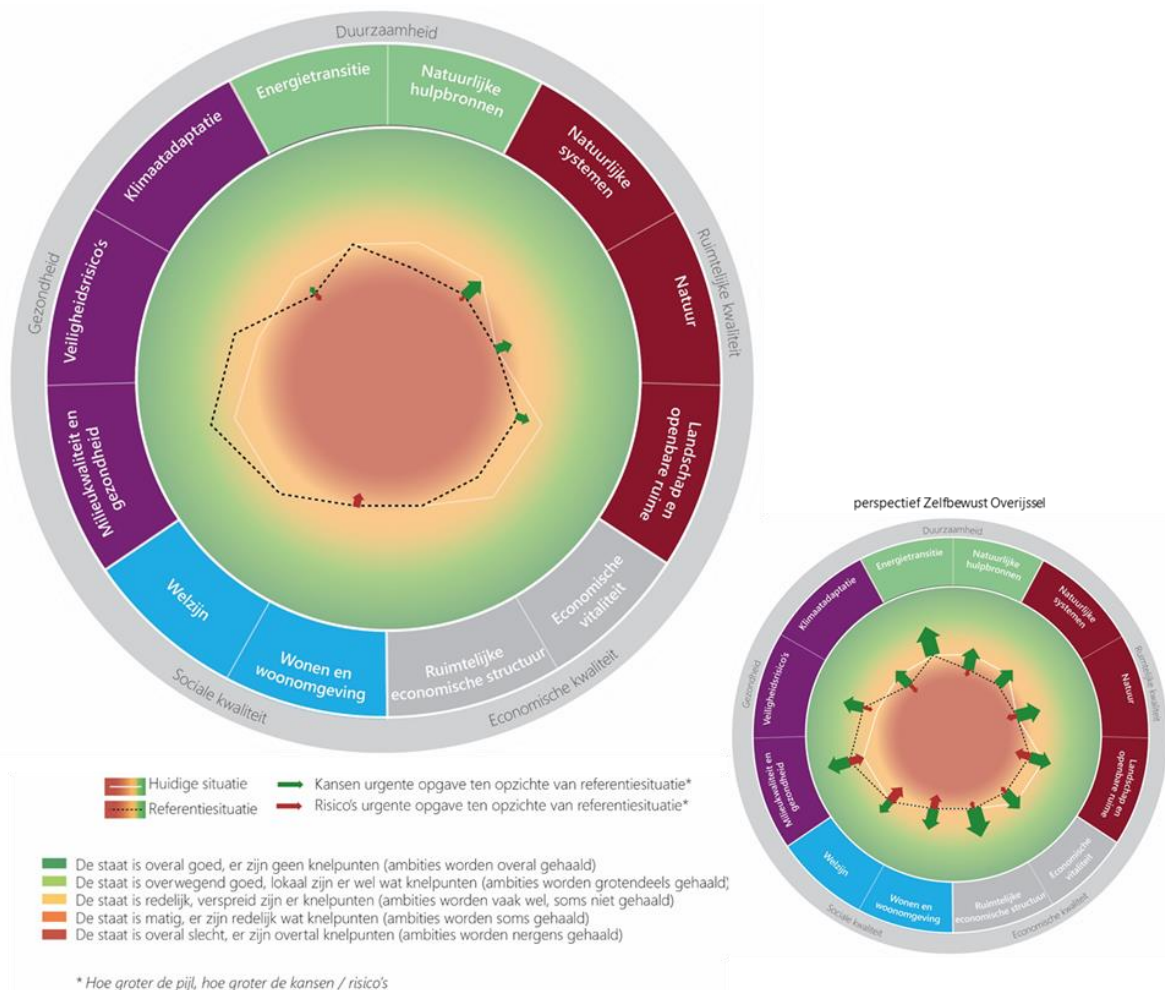 Duurzaamheid
Energietransitie
Natuurlijke
hulpbronnen
Natuurlijke
systemen
Natuur
Ruimtelijke kwaliteit
Landschap en
openbare ruime
Economische
vitaliteit
Ruimtelijke
economische structuur
Economische kwaliteit
Wonen en
woonomgeving
Welzijn
Sociale kwaliteit
Milieukwaliteit en
gezondheid
Veiligheidsrisico's
Klimaatadaptatie
Gezondheid
perspectief Zelfbewust Overijssel
Duurzaamheid
Energietransitie
Natuurlijke
hulpbronnen
Natuurlijke
systemen
Natuur
Ruimtelijke kwaliteit
Landschap en
openbare ruime
Economische
vitaliteit
Ruimtelijke
economische structuur
Economische kwaliteit
Wonen en
woonomgeving
Welzijn
Sociale kwaliteit
Milieukwaliteit en
gezondheid
Veiligheidsrisico's
Klimaatadaptatie
Gezondheid
Huidige situatie
Kansen urgente opgave ten opzichte van referentiesituatie*
Referentiesituatie
Risico's urgente opgave ten opzichte van referentiesituatie*
De staat is overal goed, er zijn geen knelpunten (ambities worden overal gehaald)
De staat is overwegend goed, lokaal zijn er wel wat knelpunten (ambities worden grotendeels gehaald)
De staat is redelijk, verspreid zijn er knelpunten (ambities worden vaak wel, soms niet gehaald)
De staat is matig, er zijn redelijk wat knelpunten (ambities worden soms gehaald)
De staat is overal slecht, er zijn overtal knelpunten (ambities worden nergens gehaald)
* Hoe groter de pijl, hoe groter de kansen / risico's